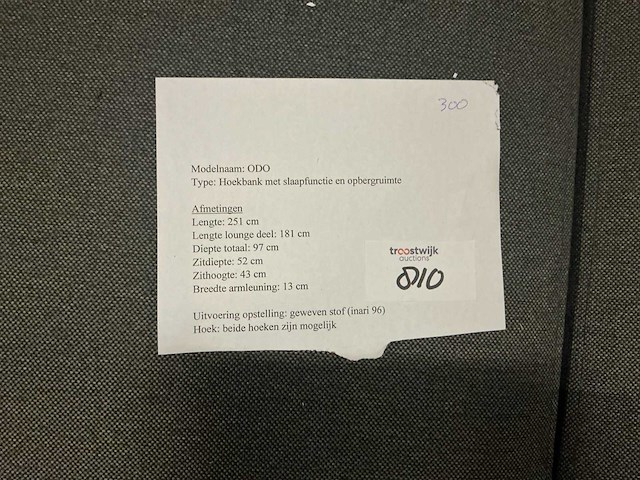 300
Modelnaam: ODO
Type: Hoekbank met slaapfunctie en opbergruimte
Afmetingen
Lengte: 251 cm
Lengte lounge deel: 181 cm
Diepte totaal: 97 cm
Zitdiepte: 52 cm
Zithoogte: 43 cm
Breedte armleuning: 13 cm
troostwijk
auctions
810
Uitvoering opstelling: geweven stof (inari 96)
Hoek: beide hoeken zijn mogelijk